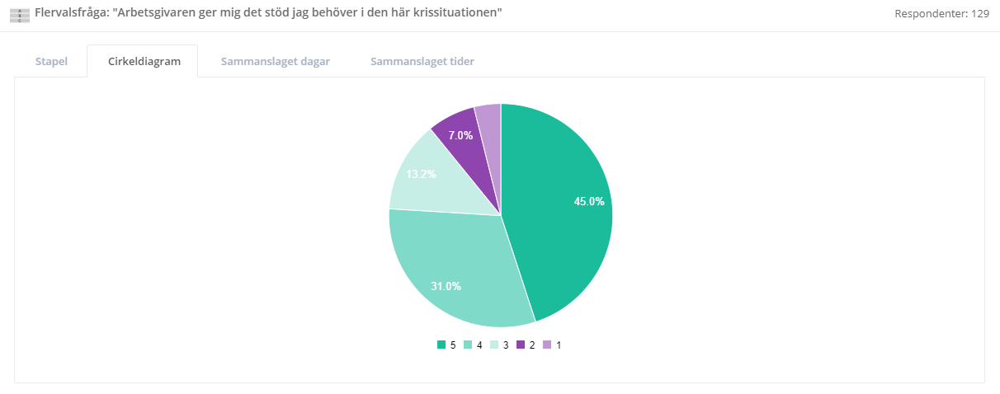 Flervalsfråga: "Arbetsgivaren ger mig det stöd jag behöver i den här krissituationen"
Respondenter: 129
Stapel
Cirkeldiagram
Sammanslaget dagar
Sammanslaget tider
7.0%
13.2%
45.0%
31.0%
5 4 3 2 1